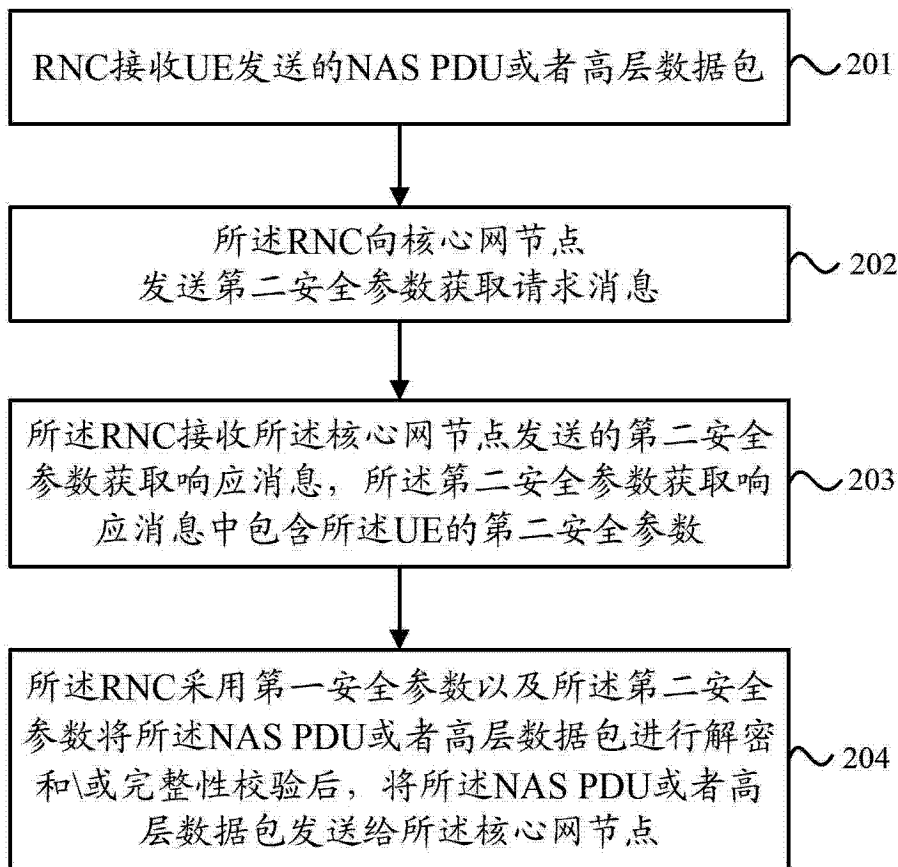 RNC接收UE发送的NAS PDU或者高层数据包
201
所述RNC向核心网节点
发送第二安全参数获取请求消息
202
所述RNC接收所述核心网节点发送的第二安全
参数获取响应消息，所述第二安全参数获取响
应消息中包含所述UE的第二安全参数
203
所述RNC采用第一安全参数以及所述第二安全
参数将所述NAS PDU或者高层数据包进行解密
和\或完整性校验后，将所述NAS PDU或者高
层数据包发送给所述核心网节点
204